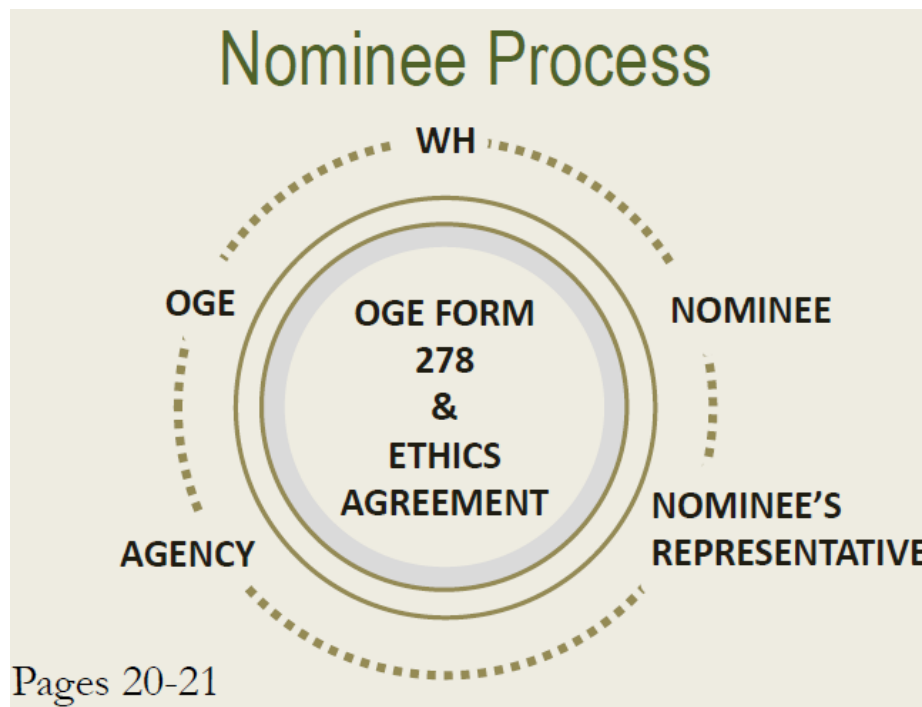 Nominee Process
WH
OGE
NOMINEE
OGE FORM
278
&
ETHICS
AGREEMENT
AGENCY
NOMINEE’S
REPRESENTATIVE
Pages 20-21